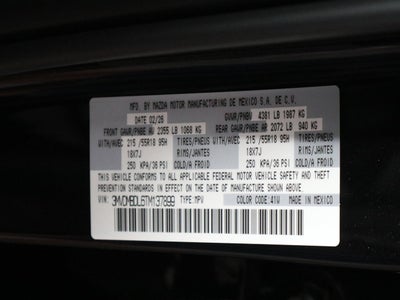 MFD. BY MAZDA MOTOR MANUFACTURING DE MEXICO S.A. DE C.V.
DATE 02/26 GVWR/PNBV 4381 LB 1987 KG
FRONT GAWR/PNBE AV 2355 LB 1068 KG REAR GAWR/PNBE AR 2072 LB 940 KG
WITH/AVEC 215/55R18 95H TIRES/PNEUS WITH/AVEC 215/55R18 95H TIRES/PNEUS
18X7J RIMS/JANTES 18X7J RIMS/JANTES
250 KPA/36 PSI COLD/A FROID 250 KPA/36 PSI COLD/A FROID
THIS VEHICLE CONFORMS TO ALL APPLICABLE FEDERAL MOTOR VEHICLE SAFETY AND THEFT
PREVENTION STANDARDS IN EFFECT ON THE DATE OF MANUFACTURE SHOWN ABOVE.
VIN: 3MVDMBDL6TM137899 TYPE: MPV
COLOR CODE: 41W MADE IN MEXICO